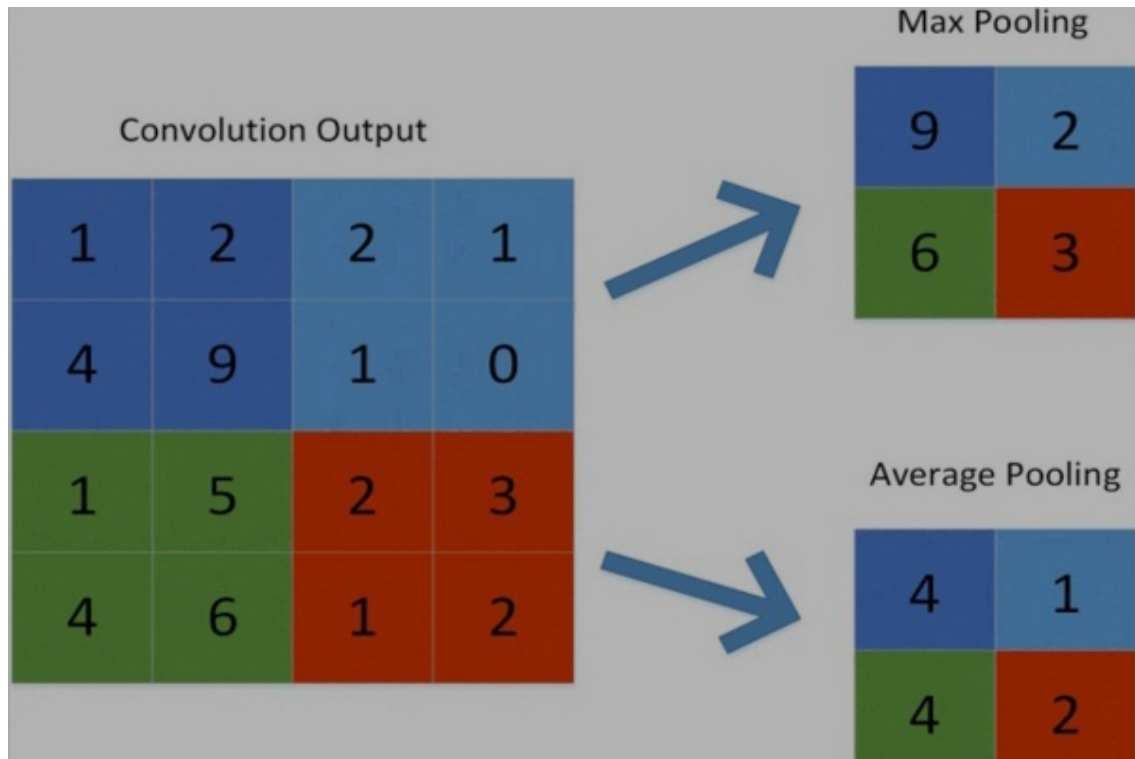 Max Pooling
9 2
6 3
Convolution Output
1 2 2 1
4 9 1 0
1 5 2 3
4 6 1 2
Average Pooling
4 1
4 2